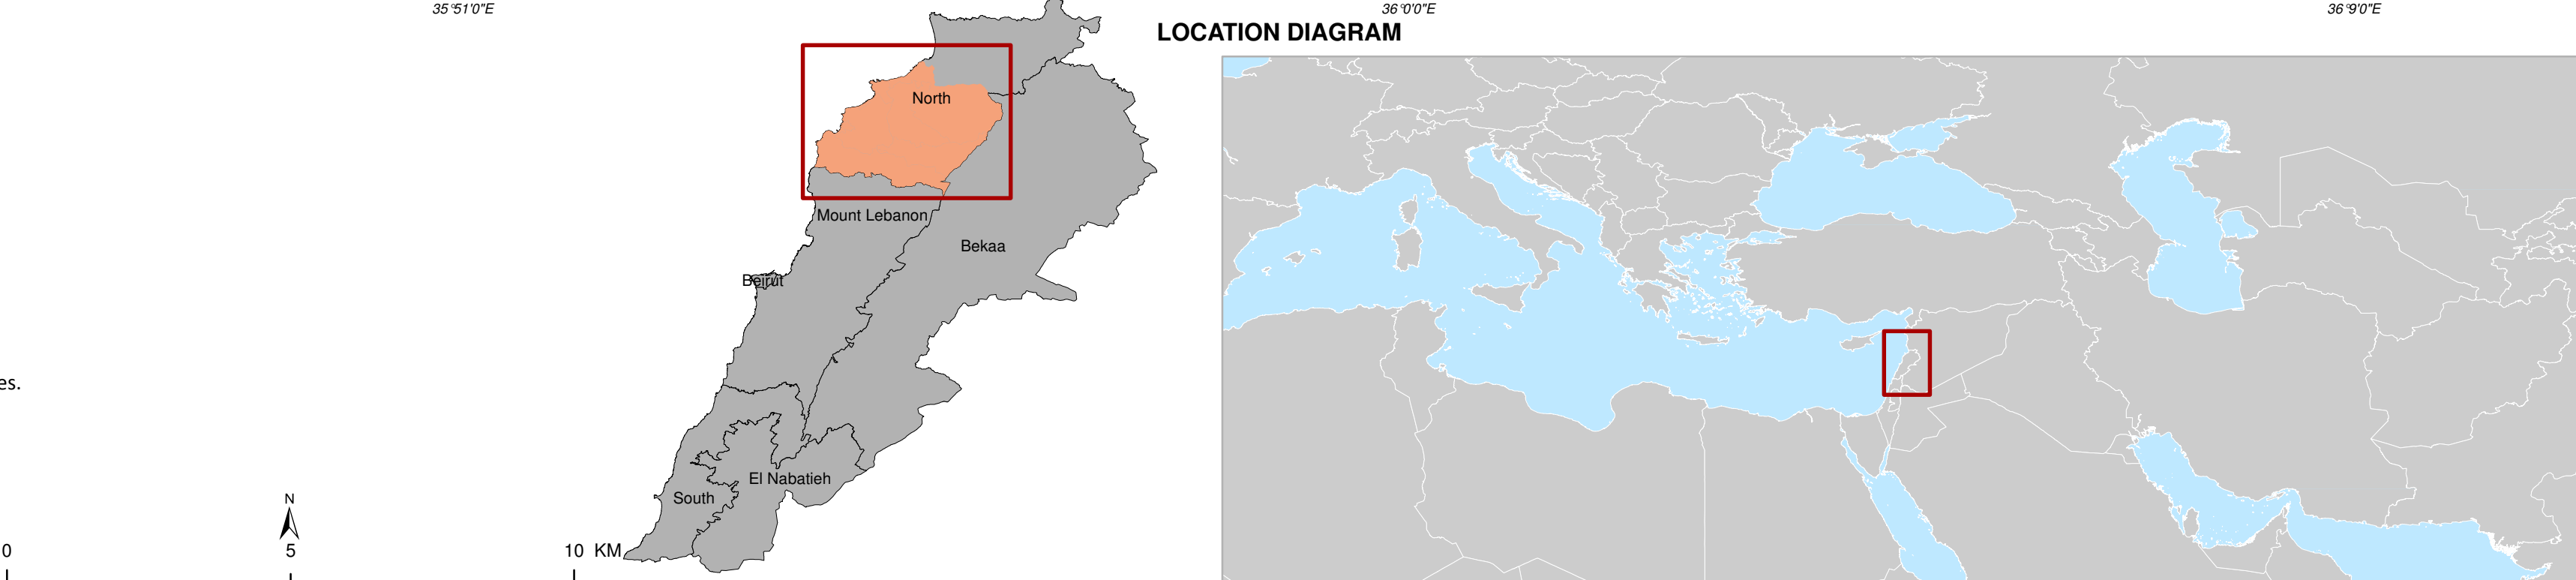 35°51'0"E
36°0'0"E
36°9'0"E
LOCATION DIAGRAM
North
Mount Lebanon
Bekaa
Beirut
es.
El Nabatieh
South
N
0 5 10 KM